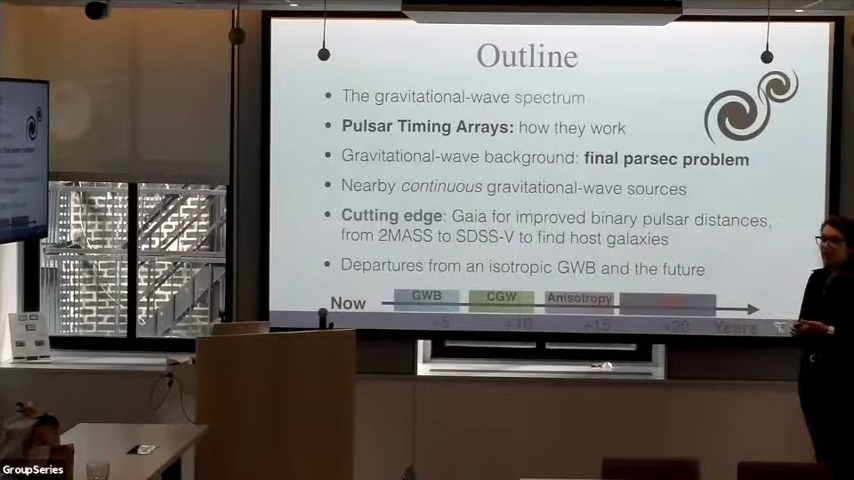 Outline
• The gravitational-wave spectrum
• Pulsar Timing Arrays: how they work
• Gravitational-wave background: final parsec problem
• Nearby continuous gravitational-wave sources
• Cutting edge: Gaia for improved binary pulsar distances,
from 2MASS to SDSS-V to find host galaxies
• Departures from an isotropic GWB and the future
Now GWB CGW Anisotropy
+5 +10 +15 +20 Years
GroupSeries